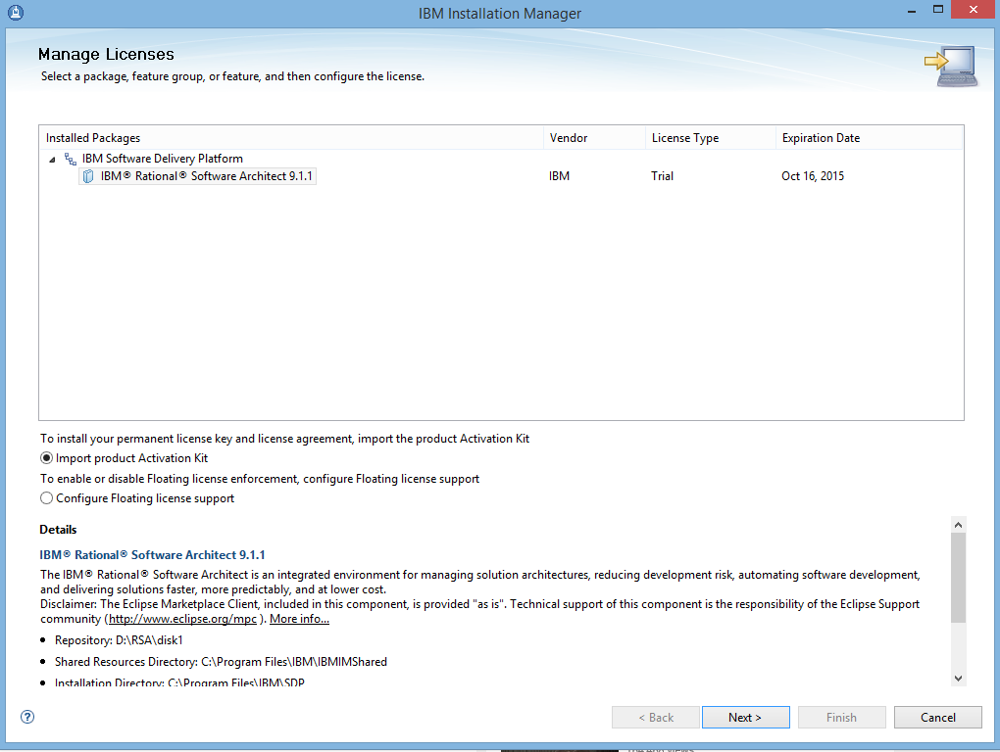 IBM Installation Manager
Manage Licenses
Select a package, feature group, or feature, and then configure the license.
Installed Packages Vendor License Type Expiration Date
IBM Software Delivery Platform
IBM® Rational® Software Architect 9.1.1 IBM Trial Oct 16, 2015
To install your permanent license key and license agreement, import the product Activation Kit
Import product Activation Kit
To enable or disable Floating license enforcement, configure Floating license support
Configure Floating license support
Details
IBM® Rational® Software Architect 9.1.1
The IBM® Rational® Software Architect is an integrated environment for managing solution architectures, reducing development risk, automating software development,
and delivering solutions faster, more predictably, and at lower cost.
Disclaimer: The Eclipse Marketplace Client, included in this component, is provided "as is". Technical support of this component is the responsibility of the Eclipse Support
community (http://www.eclipse.org/mpc ). More info...
• Repository: D:\RSA\disk1
• Shared Resources Directory: C:\Program Files\IBM\IBMIMShared
• Installation Directory: C:\Program Files\IBM\SDP
? < Back Next > Finish Cancel